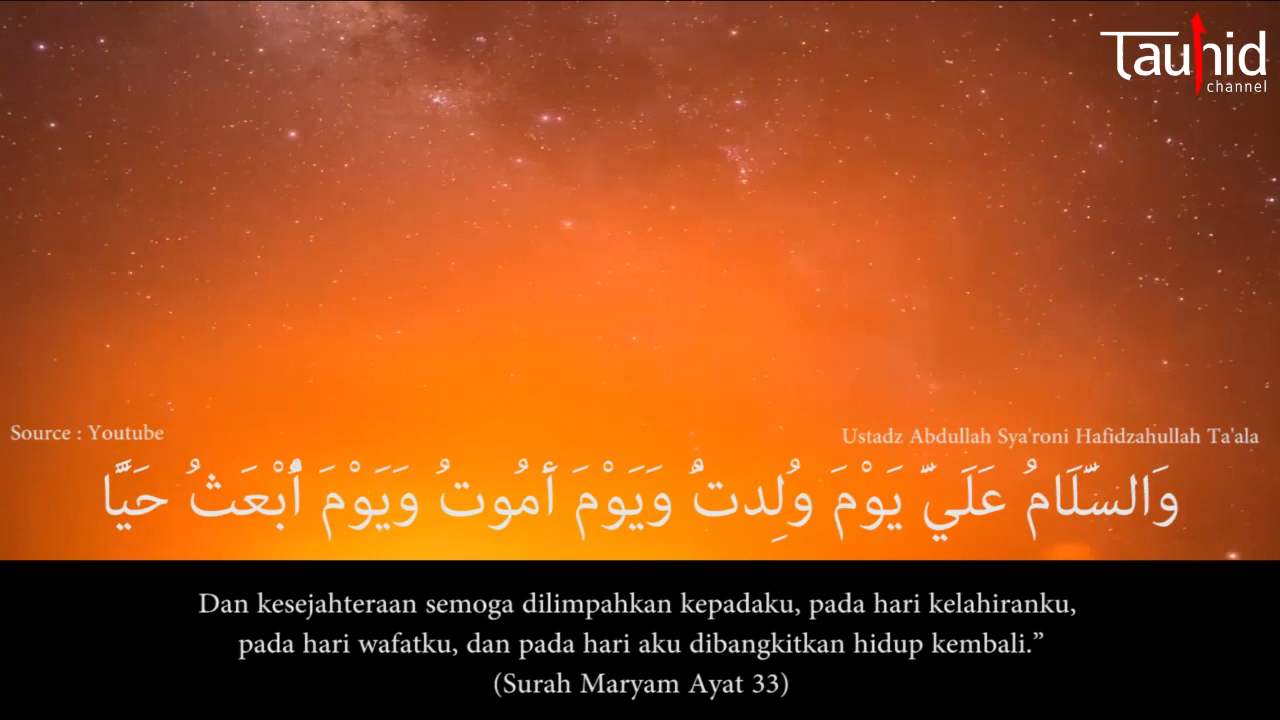 Tauhid
channel
Source : Youtube
Ustadz Abdullah Sya'roni Hafidzahullah Ta'ala
وَالسَّلَامُ عَلَيَّ يَوْمَ وُلِدتُّ وَيَوْمَ أَمُوتُ وَيَوْمَ أُبْعَثُ حَيًّا
Dan kesejahteraan semoga dilimpahkan kepadaku, pada hari kelahiranku,
pada hari wafatku, dan pada hari aku dibangkitkan hidup kembali.”
(Surah Maryam Ayat 33)